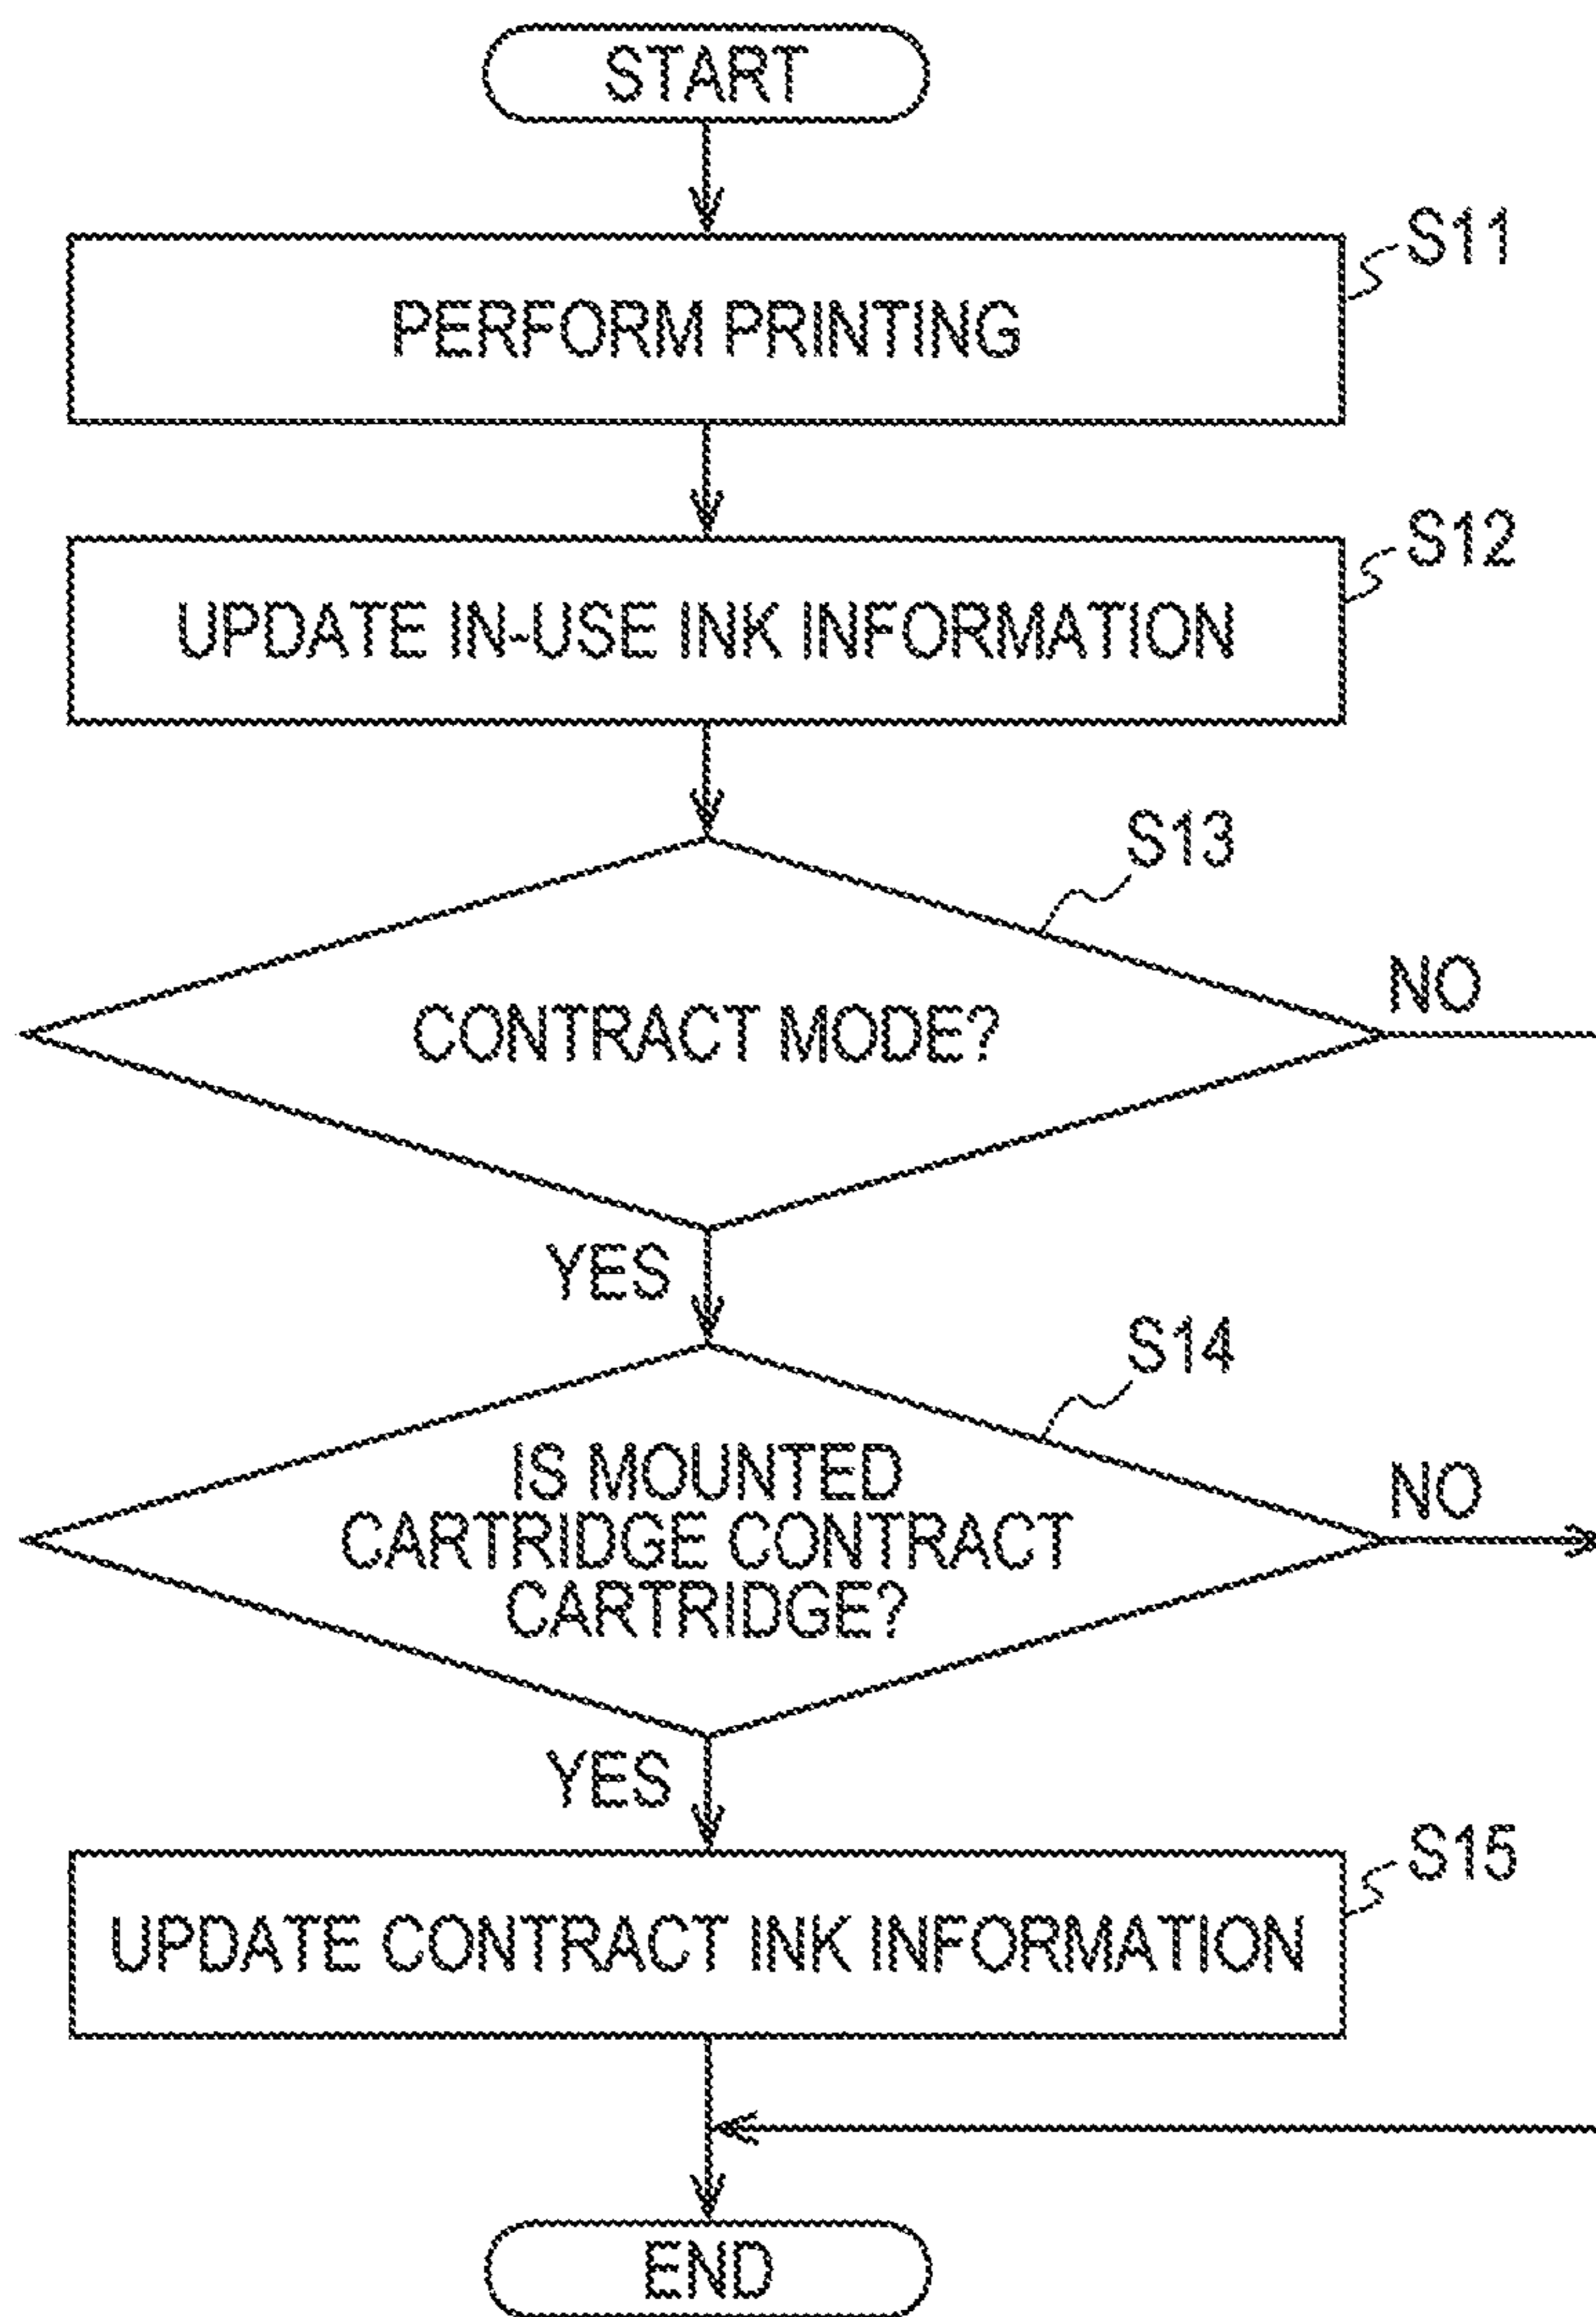 START
S11
PERFORM PRINTING
S12
UPDATE IN-USE INK INFORMATION
S13
CONTRACT MODE?
NO
YES
S14
IS MOUNTED
CARTRIDGE CONTRACT
CARTRIDGE?
NO
YES
S15
UPDATE CONTRACT INK INFORMATION
END